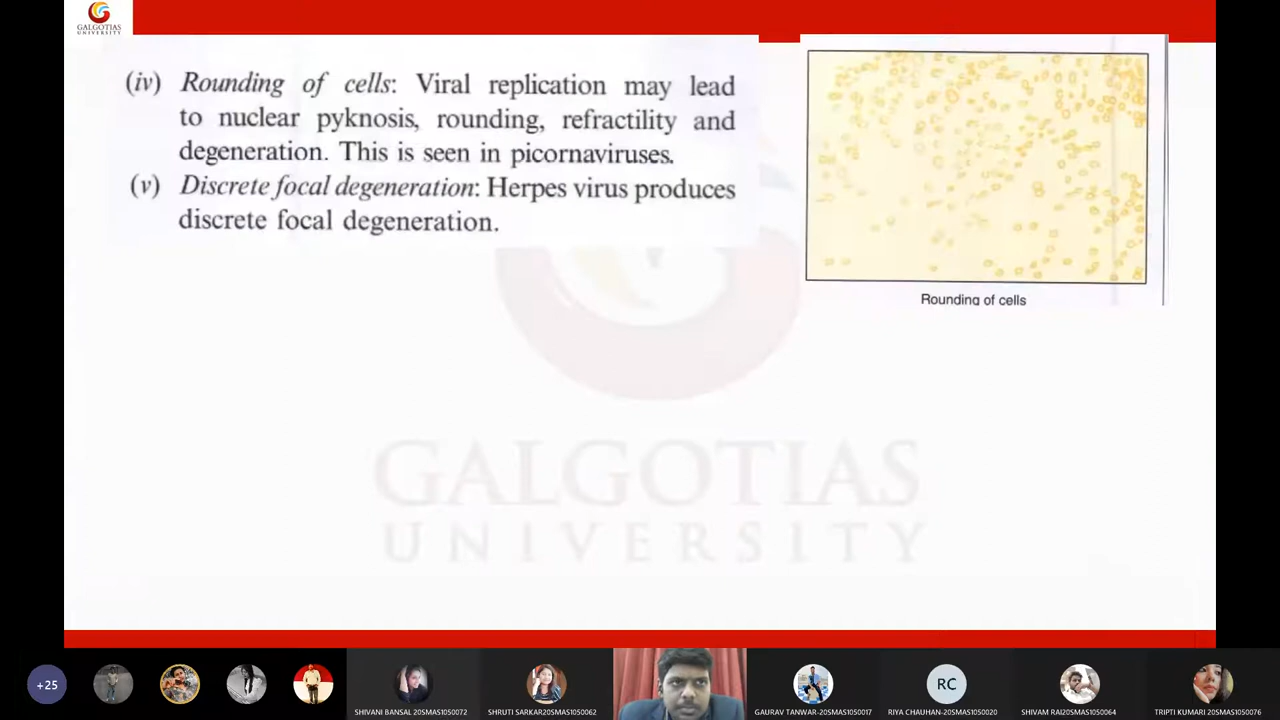 GALGOTIAS
UNIVERSITY
(iv) Rounding of cells: Viral replication may lead
to nuclear pyknosis, rounding, refractility and
degeneration. This is seen in picornaviruses.
(v) Discrete focal degeneration: Herpes virus produces
discrete focal degeneration.
Rounding of cells
GALGOTIAS
UNIVERSITY
+25
RC
SHIVANI BANSAL 20SMAS1050072
SHRUTI SARKAR20SMAS1050062
GAURAV TANWAR-20SMAS1050017
RIYA CHAUHAN-20SMAS1050020
SHIVAM RAI20SMAS1050064
TRIPTI KUMARI 20SMAS1050076